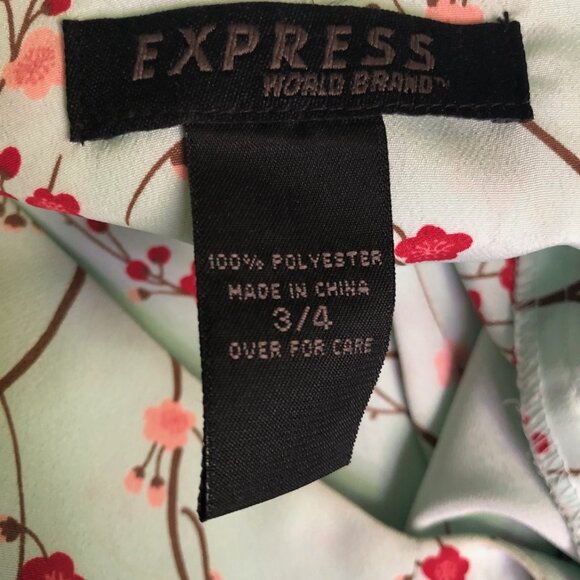 EXPRESS
WORLD BRAND™
100% POLYESTER
MADE IN CHINA
3/4
OVER FOR CARE